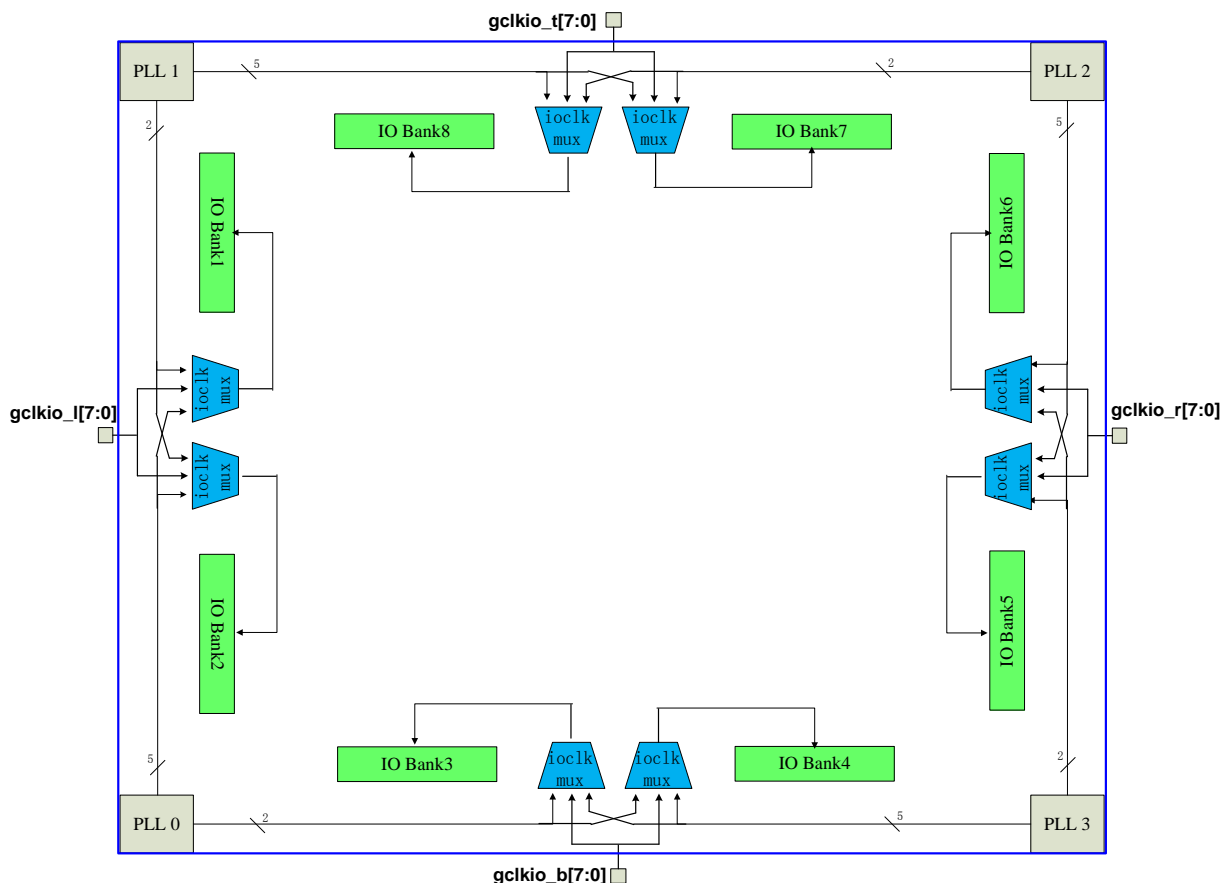 gclkio_t[7:0]
PLL 1
5
2
PLL 2
2
5
ioclk
mux
ioclk
mux
IO Bank8
IO Bank7
IO Bank1
IO Bank6
ioclk
mux
ioclk
mux
gclkio_l[7:0]
gclkio_r[7:0]
ioclk
mux
ioclk
mux
IO Bank2
IO Bank5
IO Bank3
ioclk
mux
ioclk
mux
IO Bank4
5
2
PLL 0
2
5
PLL 3
gclkio_b[7:0]